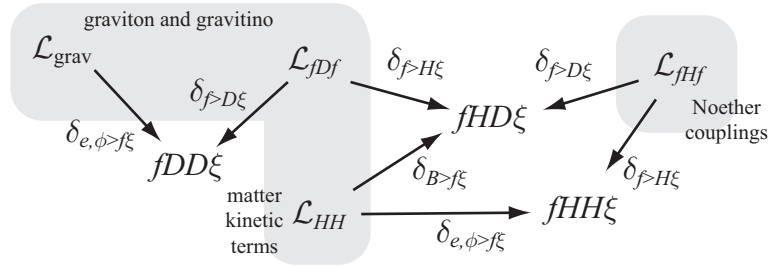 graviton and gravitino
ℒgrav
ℒfDf
δf>Hξ
δf>Dξ
ℒfHf
δf>Dξ
fHDξ
Noether
couplings
δe,ϕ>fξ
fDDξ
δB>fξ
δf>Hξ
matter
kinetic
terms
ℒHH
fHHξ
δe,ϕ>fξ